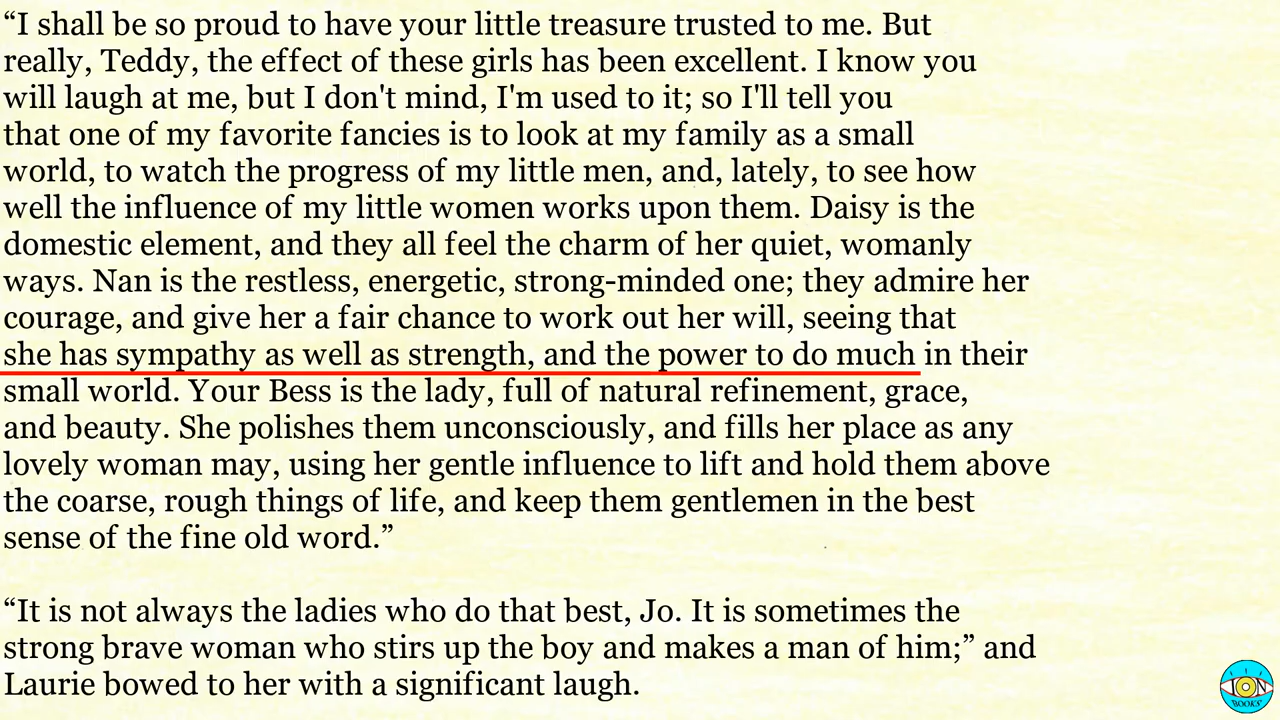 “I shall be so proud to have your little treasure trusted to me. But
really, Teddy, the effect of these girls has been excellent. I know you
will laugh at me, but I don't mind, I'm used to it; so I'll tell you
that one of my favorite fancies is to look at my family as a small
world, to watch the progress of my little men, and, lately, to see how
well the influence of my little women works upon them. Daisy is the
domestic element, and they all feel the charm of her quiet, womanly
ways. Nan is the restless, energetic, strong-minded one; they admire her
courage, and give her a fair chance to work out her will, seeing that
she has sympathy as well as strength, and the power to do much in their
small world. Your Bess is the lady, full of natural refinement, grace,
and beauty. She polishes them unconsciously, and fills her place as any
lovely woman may, using her gentle influence to lift and hold them above
the coarse, rough things of life, and keep them gentlemen in the best
sense of the fine old word.”
“It is not always the ladies who do that best, Jo. It is sometimes the
strong brave woman who stirs up the boy and makes a man of him;” and
Laurie bowed to her with a significant laugh.
ION
BOOKS